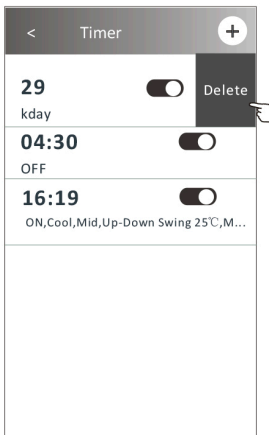 < Timer +
29
Delete
kday
04:30
OFF
16:19
ON,Cool,Mid,Up-Down Swing 25℃,M...